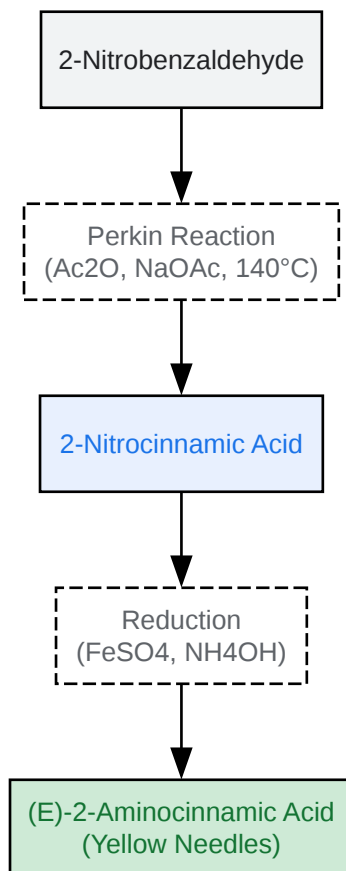 2-Nitrobenzaldehyde
Perkin Reaction
(Ac2O, NaOAc, 140°C)
2-Nitrocinnamic Acid
Reduction
(FeSO4, NH4OH)
(E)-2-Aminocinnamic Acid
(Yellow Needles)